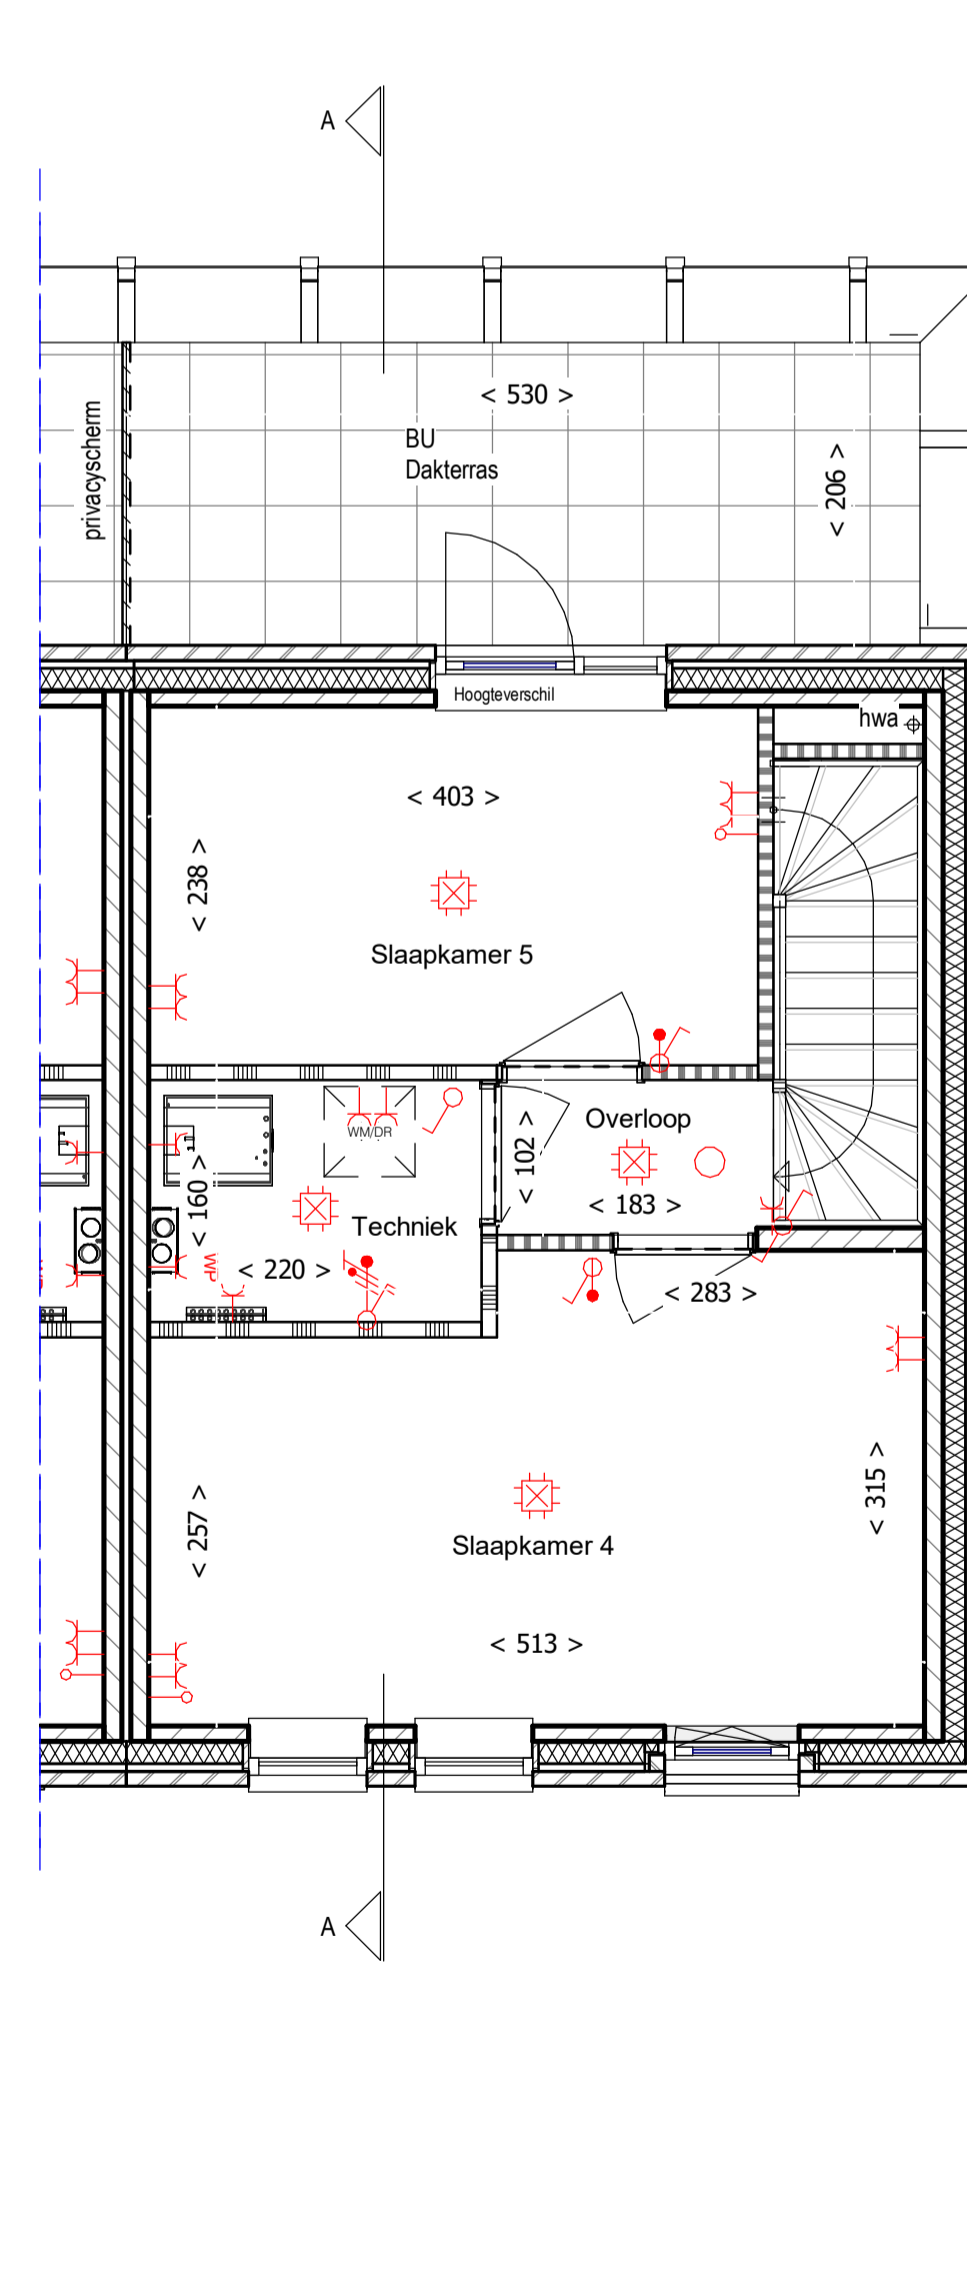 A
< 530 >
BU
Dakterras
privacyscherm
< 206 >
Hoogteverschil
hwa
< 403 >
< 238 >
Slaapkamer 5
WM/DR
Overloop
< 102 >
< 160 >
< 183 >
Techniek
WP
< 220 >
< 283 >
< 315 >
< 257 >
Slaapkamer 4
< 513 >
A